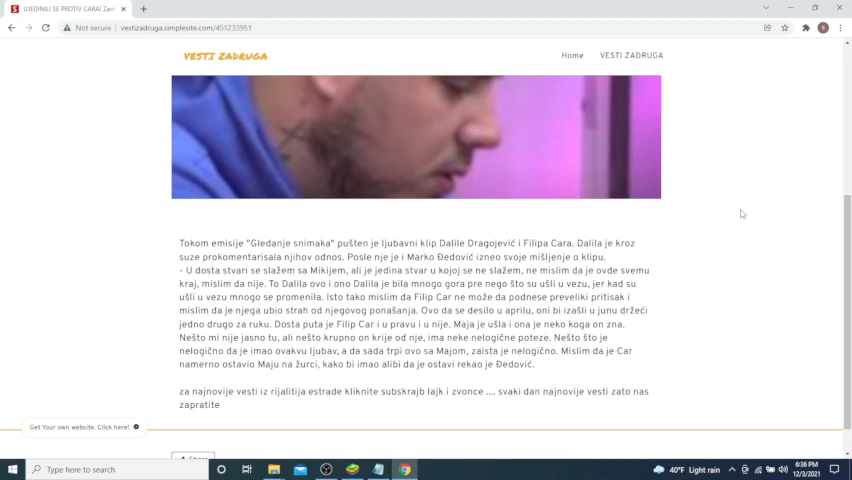 UJEDINILI SE PROTIV CARA! Zadr
Not secure
vestizadruga.simplesite.com/451233951
B
VESTI ZADRUGA
Home
VESTI ZADRUGA
Tokom emisije "Gledanje snimaka" pušten je ljubavni klip Dalile Dragojević i Filipa Cara. Dalila je kroz
suze prokomentarisala njihov odnos. Posle nje je i Marko Đedović izneo svoje mišljenje o klipu.
- U dosta stvari se slažem sa Mikijem, ali je jedina stvar u kojoj se ne slažem, ne mislim da je ovde svemu
kraj, mislim da nije. To Dalila ovo i ono Dalila je bila mnogo gora pre nego što su ušli u vezu, jer kad su
ušli u vezu mnogo se promenila. Isto tako mislim da Filip Car ne može da podnese preveliki pritisak i
mislim da je njega ubio strah od njegovog ponašanja. Ovo da se desilo u aprilu, oni bi izašli u junu držeći
jedno drugo za ruku. Dosta puta je Filip Car i u pravu i u nije. Maja je ušla i ona je neko koga on zna.
Nešto mi nije jasno tu, ali nešto krupno on krije od nje, ima neke nelogične poteze. Nešto što je
nelogično da je imao ovakvu ljubav, a da sada trpi ovo sa Majom, zaista je nelogično. Mislim da je Car
namerno ostavio Maju na žurci, kako bi imao alibi da je ostavi rekao je Đedović.
za najnovije vesti iz rijalitija estrade kliknite subskrajb lajk i zvonce .... svaki dan najnovije vesti zato nas
zapratite
Get Your own website. Click here!
Share
Type here to search
40°F Light rain
6:36 PM
12/3/2021